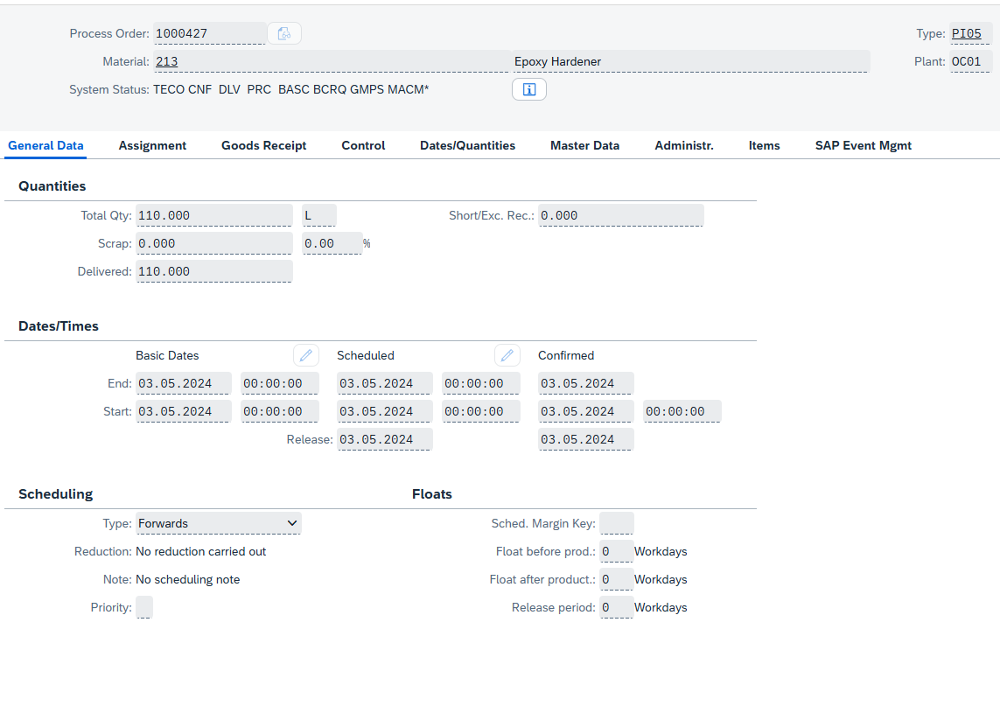 Process Order: 1000427 Type: PI05
Material: 213 Epoxy Hardener Plant: OC01
System Status: TECO CNF DLV PRC BASC BCRQ GMPS MACM*
General Data Assignment Goods Receipt Control Dates/Quantities Master Data Administr. Items SAP Event Mgmt
Quantities
Total Qty: 110.000 L Short/Exc. Rec.: 0.000
Scrap: 0.000 0.00 %
Delivered: 110.000
Dates/Times
Basic Dates Scheduled Confirmed
End: 03.05.2024 00:00:00 03.05.2024 00:00:00 03.05.2024
Start: 03.05.2024 00:00:00 03.05.2024 00:00:00 03.05.2024 00:00:00
Release: 03.05.2024 03.05.2024
Scheduling Floats
Type: Forwards Sched. Margin Key:
Reduction: No reduction carried out Float before prod.: 0 Workdays
Note: No scheduling note Float after product.: 0 Workdays
Priority: Release period: 0 Workdays